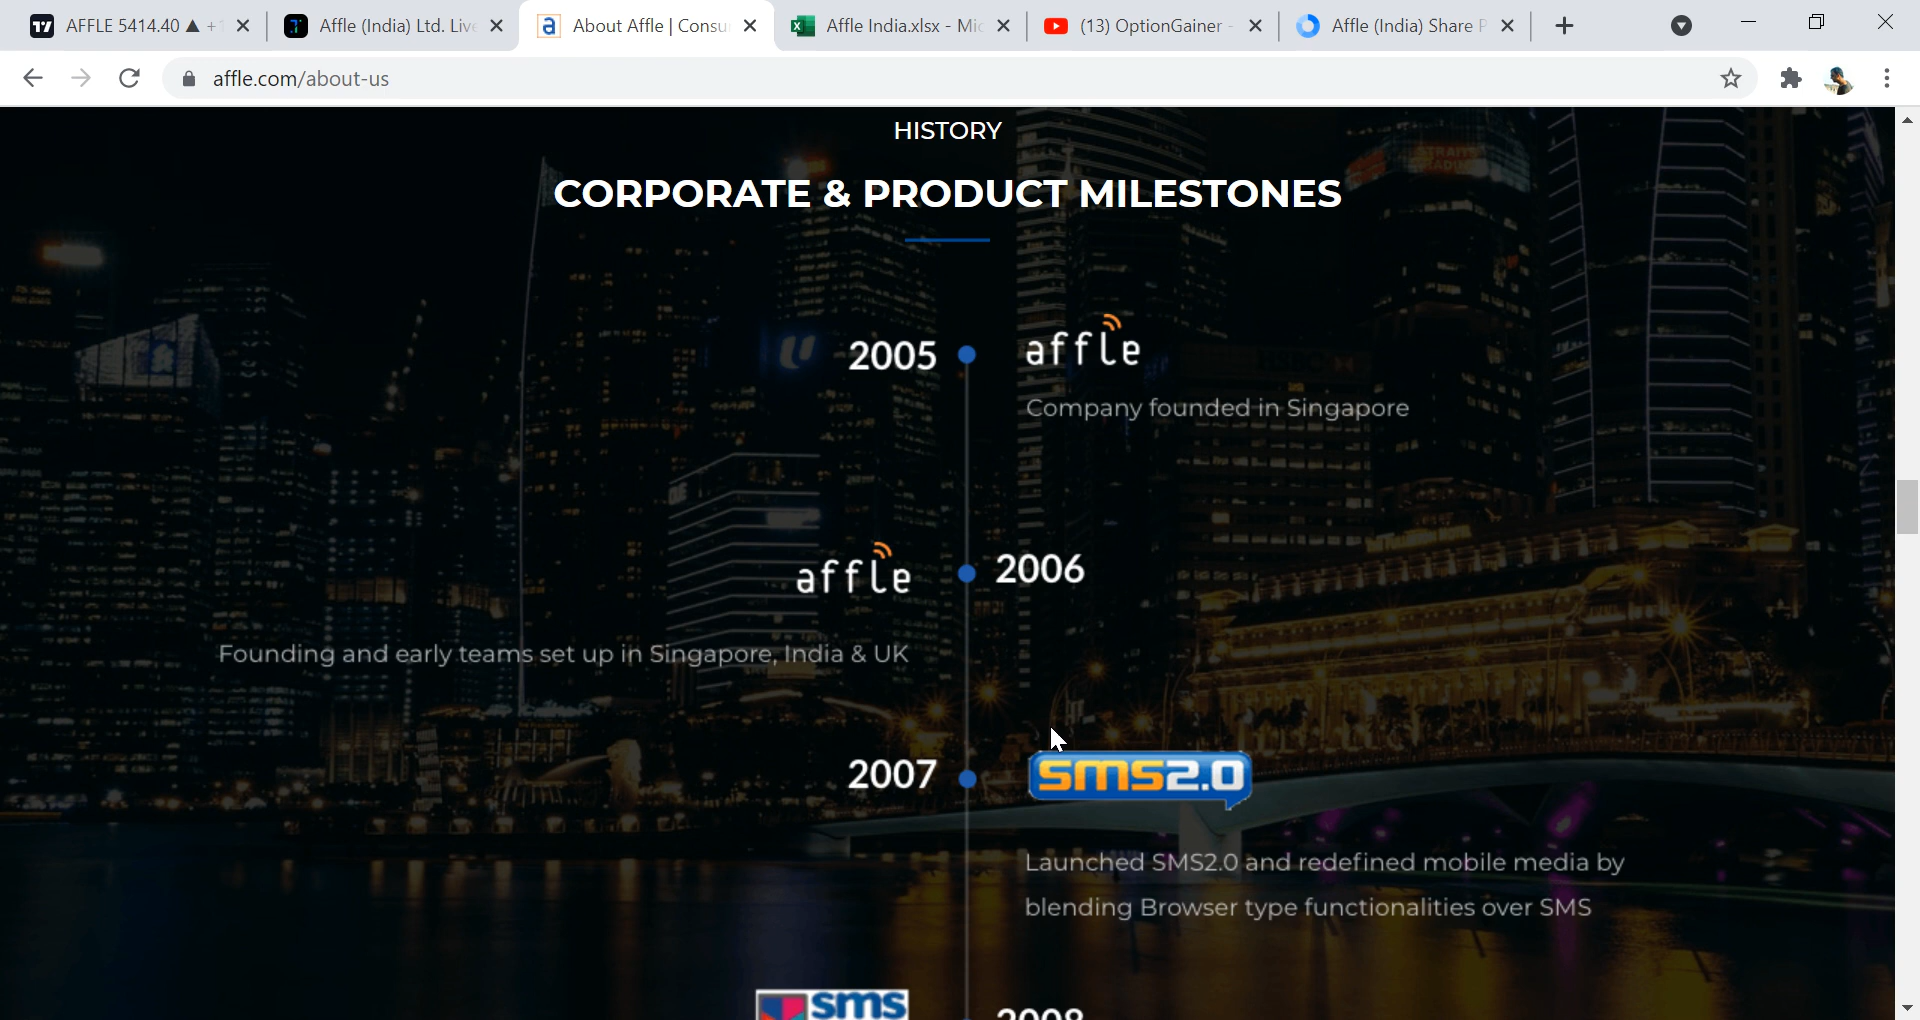 AFFLE 5414.40 ▲ +
Affle (India) Ltd. Live
About Affle | Consu
Affle India.xlsx - Mic
(13) OptionGainer -
Affle (India) Share P
affle.com/about-us
HISTORY
CORPORATE & PRODUCT MILESTONES
2005
affle
Company founded in Singapore
affle
2006
Founding and early teams set up in Singapore, India & UK
2007
sms2.0
Launched SMS2.0 and redefined mobile media by
blending Browser type functionalities over SMS
sms
2008